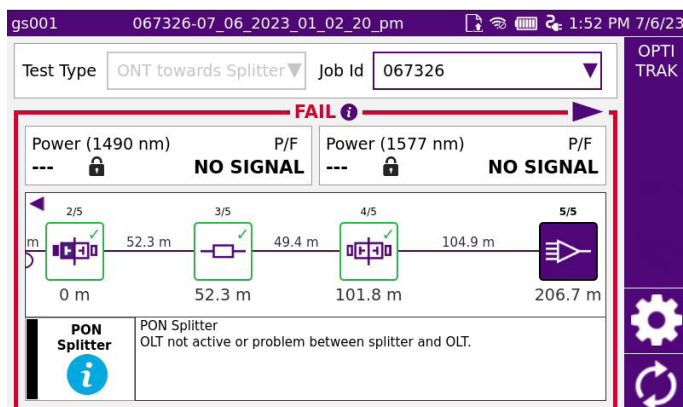 gs001 067326-07_06_2023_01_02_20_pm 1:52 PM 7/6/23
OPTI
TRAK
Test Type ONT towards Splitter Job Id 067326
FAIL i
Power (1490 nm) P/F Power (1577 nm) P/F
--- NO SIGNAL --- NO SIGNAL
2/5 3/5 4/5 5/5
m 52.3 m 49.4 m 104.9 m
0 m 52.3 m 101.8 m 206.7 m
PON
Splitter
i
PON Splitter
OLT not active or problem between splitter and OLT.